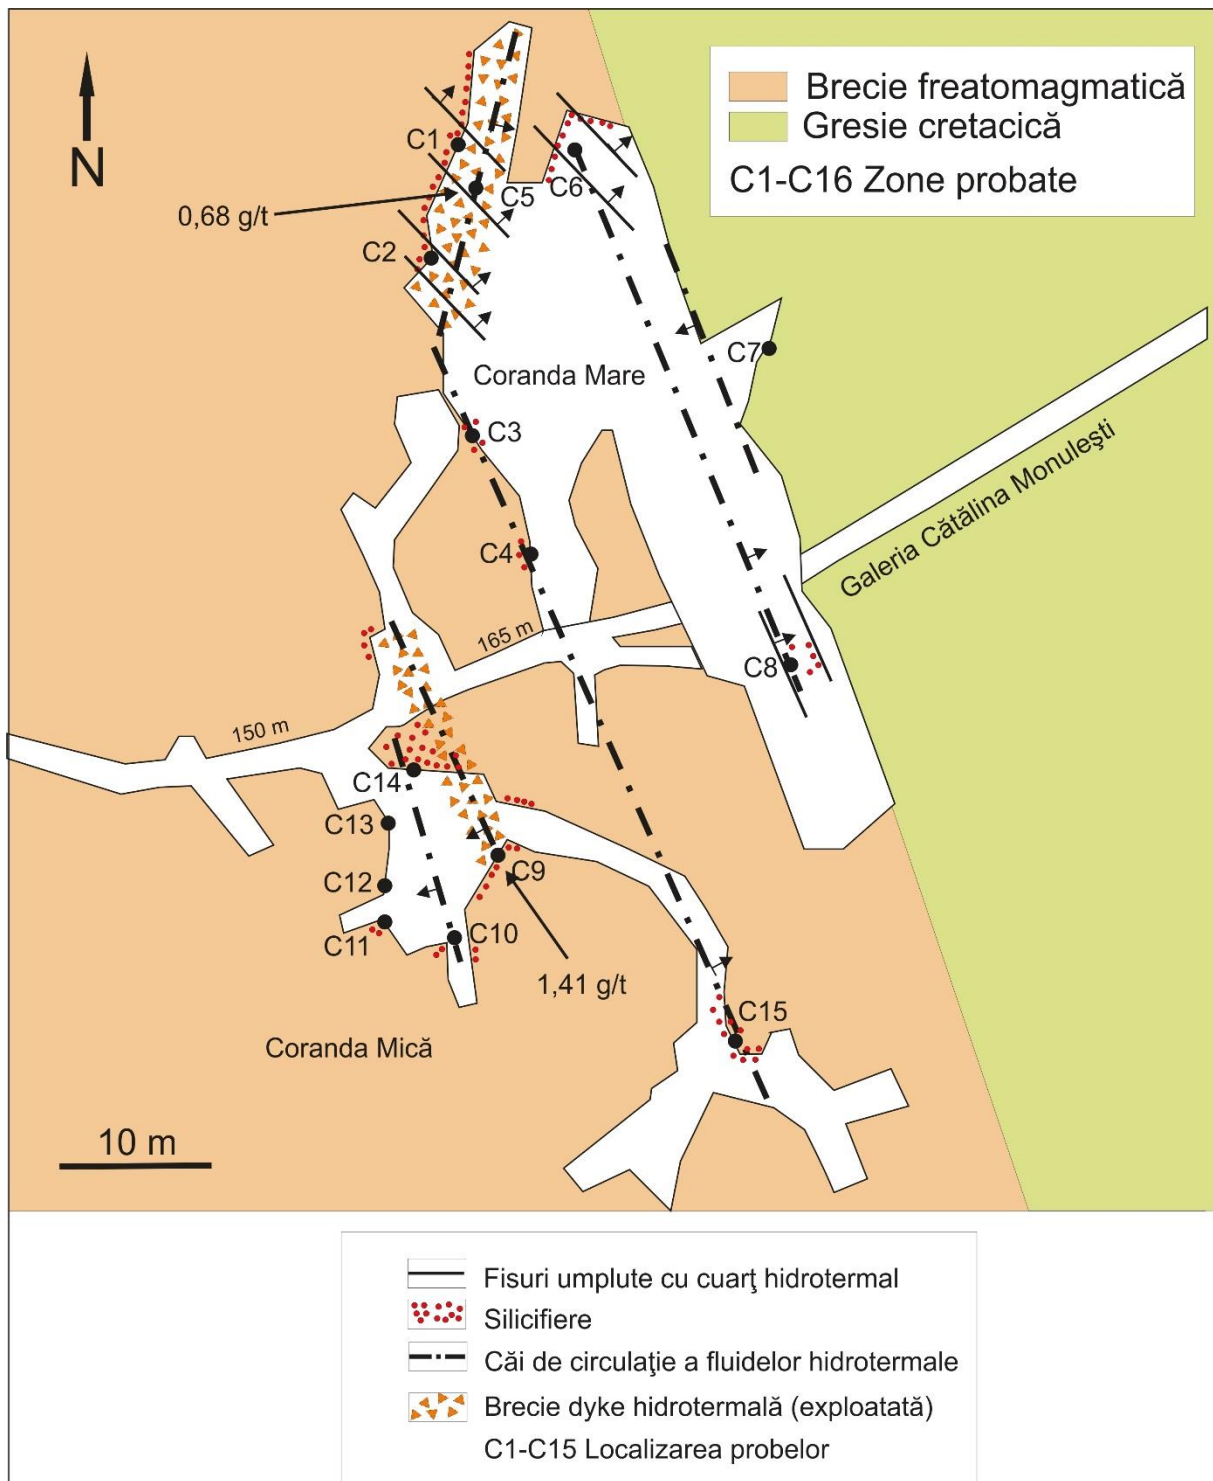 Brecie freatomagmatică
Gresie cretacică
C1-C16 Zone probate
N
C1
C5
C6
0,68 g/t
C2
C7
Coranda Mare
C3
C4
Galeria Cătălina Monuleşti
165 m
C8
150 m
C14
C13
C9
C12
C11
C10
1,41 g/t
C15
Coranda Mică
10 m
Fisuri umplute cu cuarţ hidrotermal
Silicifiere
Căi de circulaţie a fluidelor hidrotermale
Brecie dyke hidrotermală (exploatată)
C1-C15 Localizarea probelor